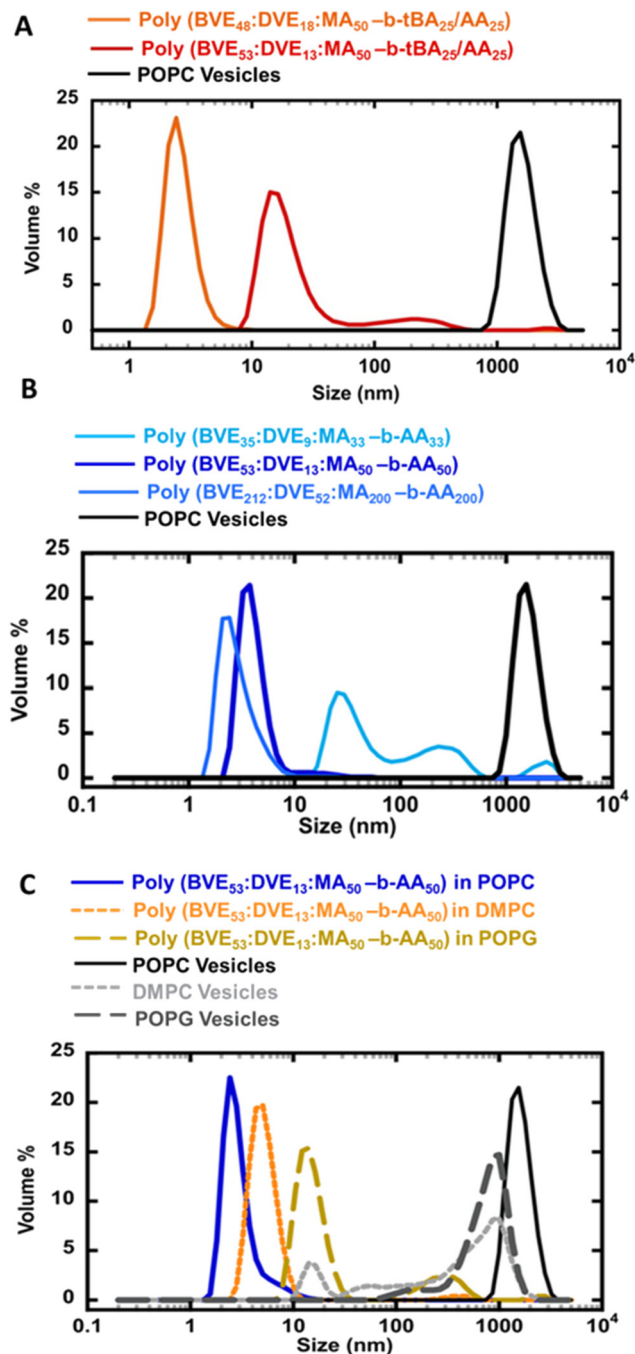 A
Poly (BVE₄₈:DVE₁₈:MA₅₀ –b-tBA₂₅/AA₂₅)
Poly (BVE₅₃:DVE₁₃:MA₅₀ –b-tBA₂₅/AA₂₅)
POPC Vesicles
25
20
15
10
5
0
Volume %
1 10 100 1000 10⁴
Size (nm)
B
Poly (BVE₃₅:DVE₉:MA₃₃ –b-AA₃₃)
Poly (BVE₅₃:DVE₁₃:MA₅₀ –b-AA₅₀)
Poly (BVE₂₁₂:DVE₅₂:MA₂₀₀ –b-AA₂₀₀)
POPC Vesicles
25
20
15
10
5
0
Volume %
0.1 1 10 100 1000 10⁴
Size (nm)
C
Poly (BVE₅₃:DVE₁₃:MA₅₀ –b-AA₅₀) in POPC
Poly (BVE₅₃:DVE₁₃:MA₅₀ –b-AA₅₀) in DMPC
Poly (BVE₅₃:DVE₁₃:MA₅₀ –b-AA₅₀) in POPG
POPC Vesicles
DMPC Vesicles
POPG Vesicles
25
20
15
10
5
0
Volume %
0.1 1 10 100 1000 10⁴
Size (nm)